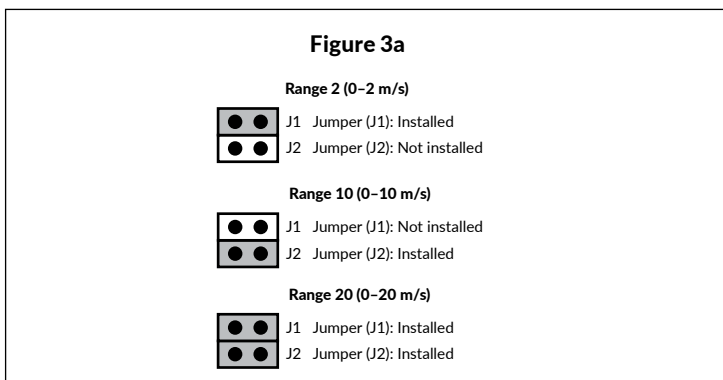 Figure 3a
Range 2 (0–2 m/s)
J1 Jumper (J1): Installed
J2 Jumper (J2): Not installed
Range 10 (0–10 m/s)
J1 Jumper (J1): Not installed
J2 Jumper (J2): Installed
Range 20 (0–20 m/s)
J1 Jumper (J1): Installed
J2 Jumper (J2): Installed